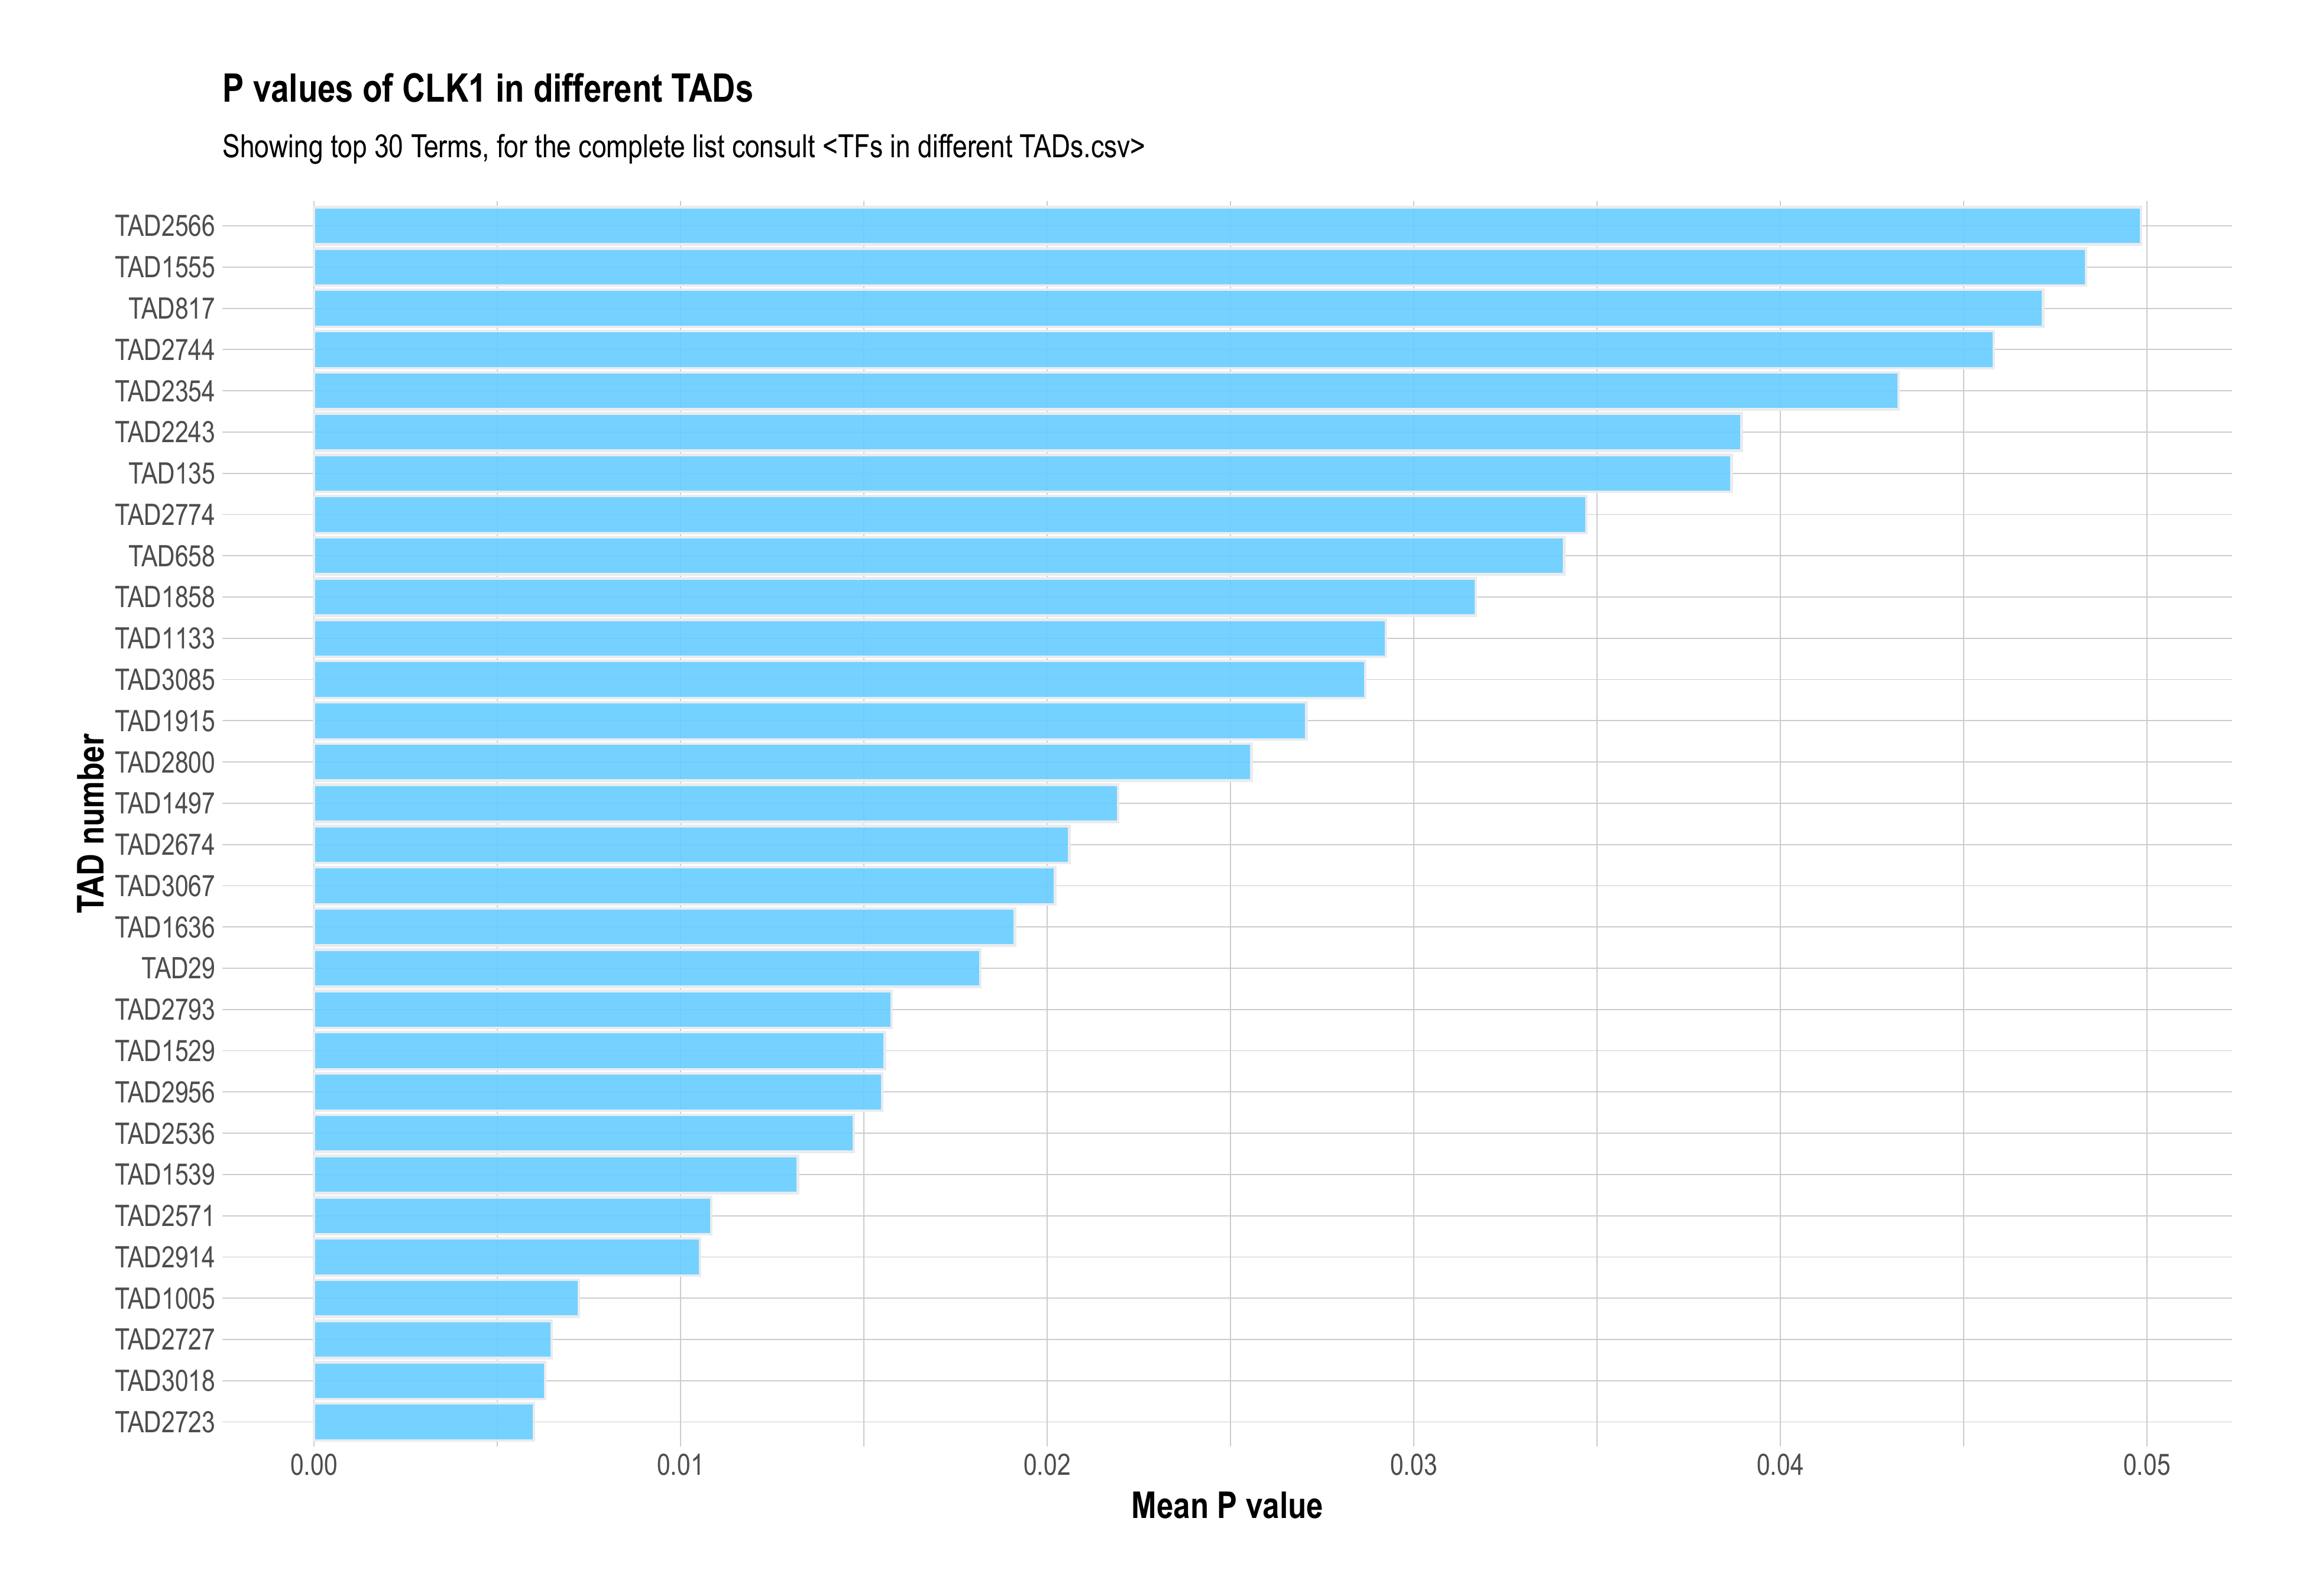 P values of CLK1 in different TADs
Showing top 30 Terms, for the complete list consult <TFs in different TADs.csv>
TAD number
TAD2566
TAD1555
TAD817
TAD2744
TAD2354
TAD2243
TAD135
TAD2774
TAD658
TAD1858
TAD1133
TAD3085
TAD1915
TAD2800
TAD1497
TAD2674
TAD3067
TAD1636
TAD29
TAD2793
TAD1529
TAD2956
TAD2536
TAD1539
TAD2571
TAD2914
TAD1005
TAD2727
TAD3018
TAD2723
0.00 0.01 0.02 0.03 0.04 0.05
Mean P value